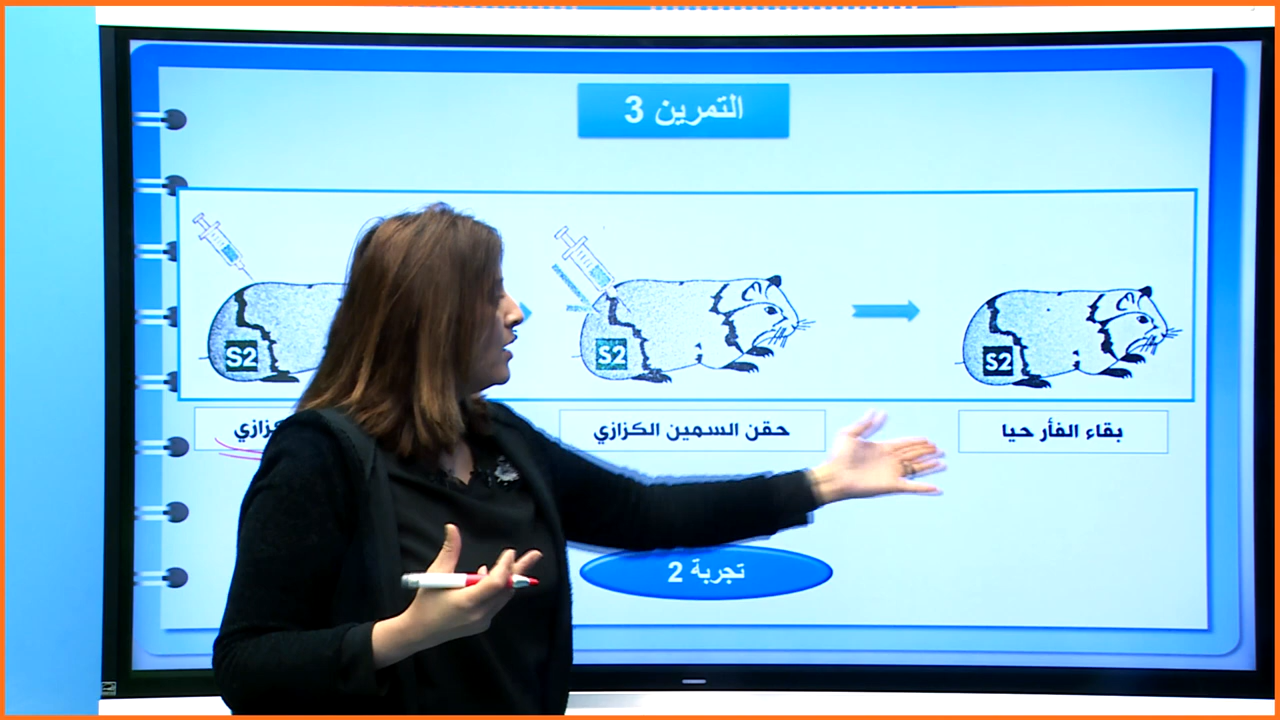 التمرين 3
S2
S2
S2
حقن السمين الكزازي
بقاء الفأر حيا
تجربة 2